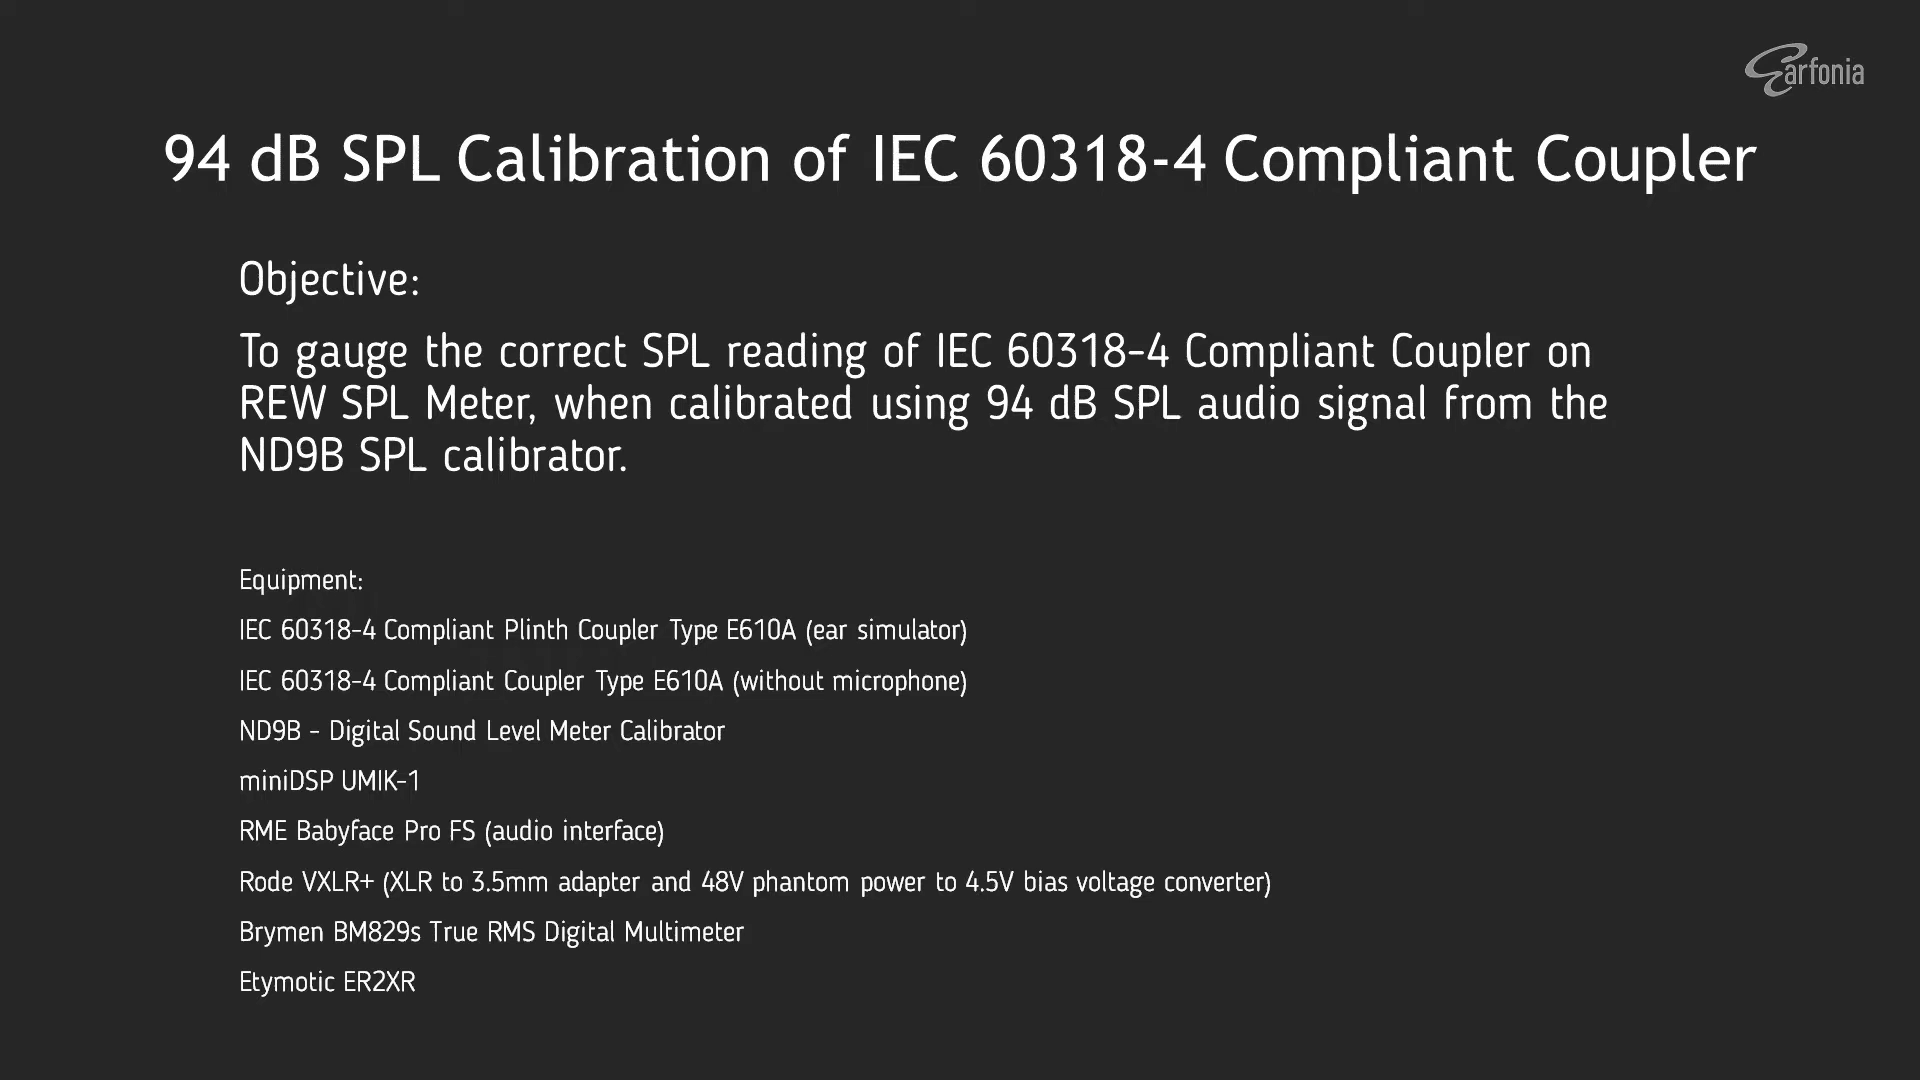 Earfonia
94 dB SPL Calibration of IEC 60318-4 Compliant Coupler
Objective:
To gauge the correct SPL reading of IEC 60318-4 Compliant Coupler on
REW SPL Meter, when calibrated using 94 dB SPL audio signal from the
ND9B SPL calibrator.
Equipment:
IEC 60318-4 Compliant Plinth Coupler Type E610A (ear simulator)
IEC 60318-4 Compliant Coupler Type E610A (without microphone)
ND9B - Digital Sound Level Meter Calibrator
miniDSP UMIK-1
RME Babyface Pro FS (audio interface)
Rode VXLR+ (XLR to 3.5mm adapter and 48V phantom power to 4.5V bias voltage converter)
Brymen BM829s True RMS Digital Multimeter
Etymotic ER2XR